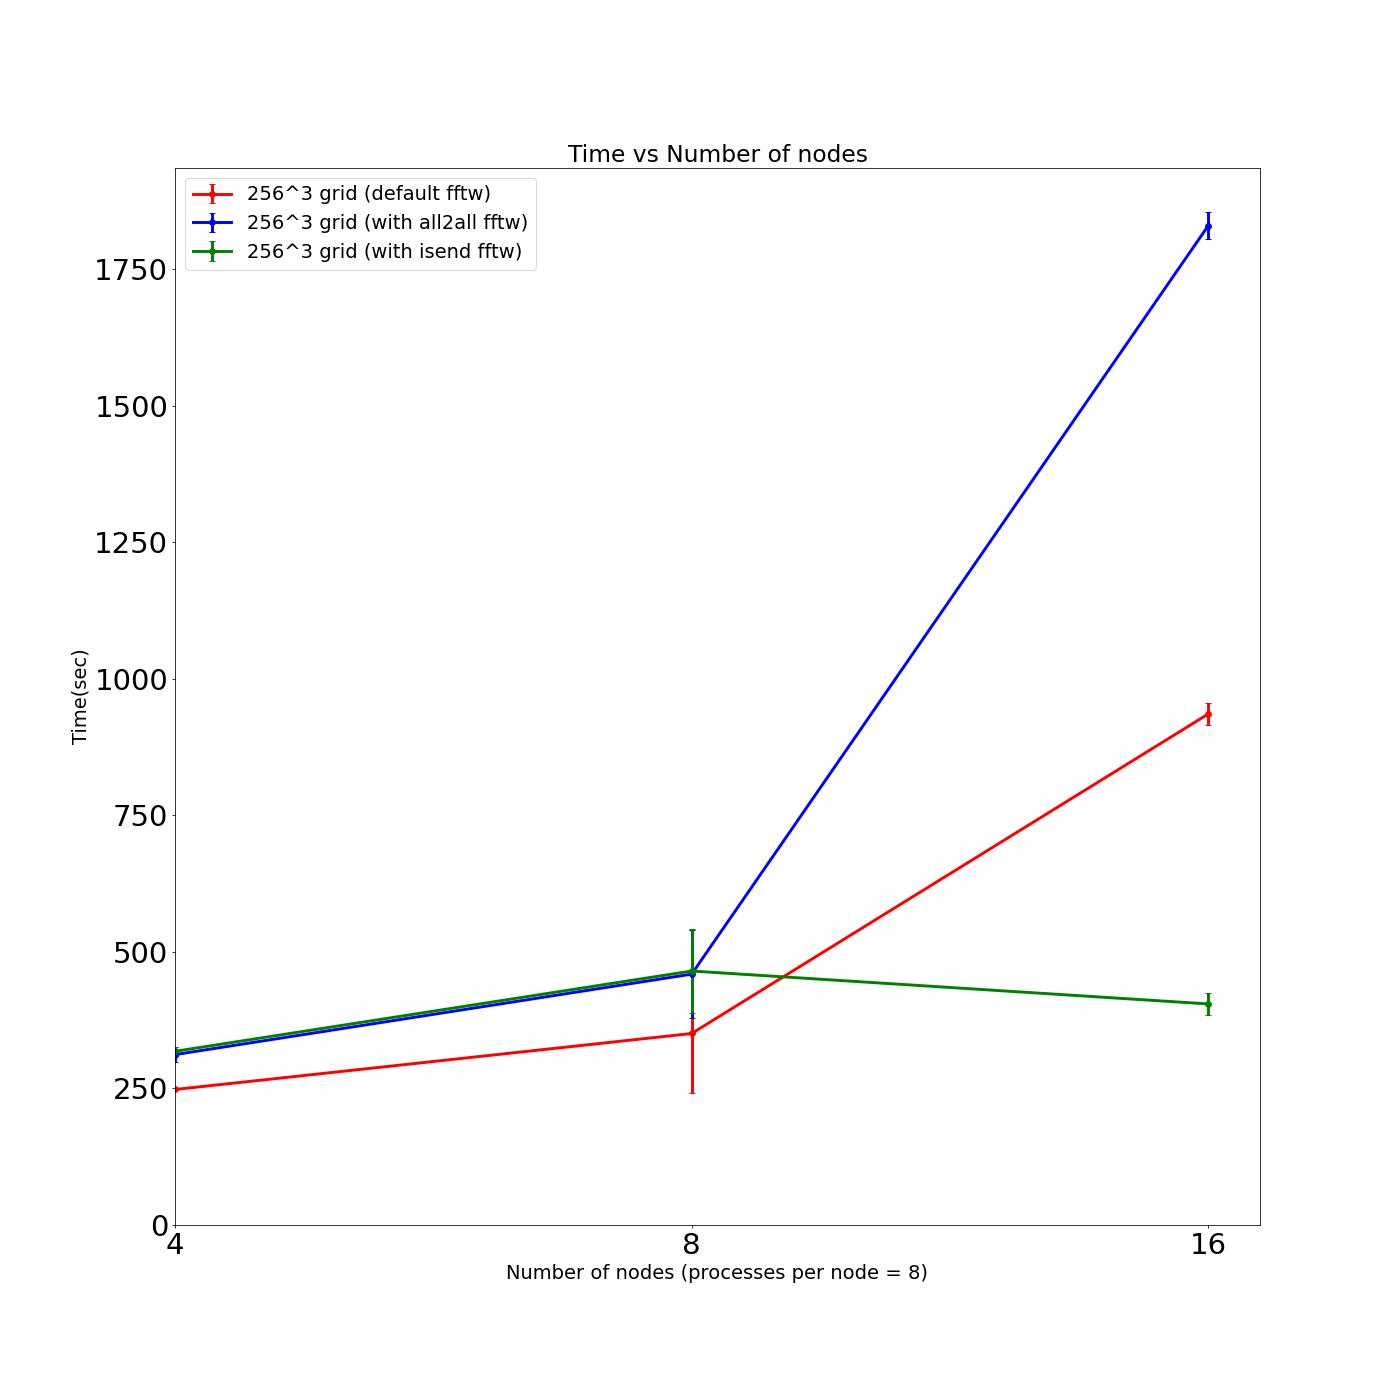 Time vs Number of nodes
256^3 grid (default fftw)
256^3 grid (with all2all fftw)
256^3 grid (with isend fftw)
1750
1500
1250
1000
750
500
250
0
Time(sec)
4 8 16
Number of nodes (processes per node = 8)